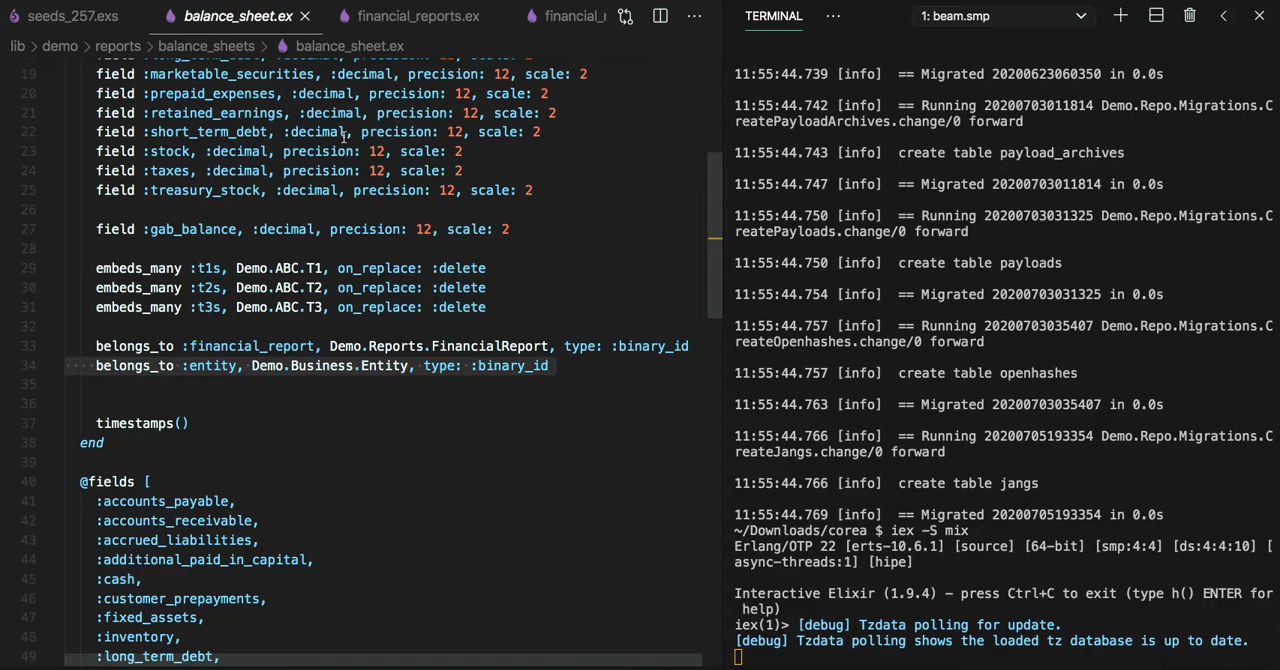 seeds_257.exs
balance_sheet.ex
financial_reports.ex
financial_r
TERMINAL
1: beam.smp
lib > demo > reports > balance_sheets > balance_sheet.ex
19 field :marketable_securities, :decimal, precision: 12, scale: 2
20 field :prepaid_expenses, :decimal, precision: 12, scale: 2
21 field :retained_earnings, :decimal, precision: 12, scale: 2
22 field :short_term_debt, :decimal, precision: 12, scale: 2
23 field :stock, :decimal, precision: 12, scale: 2
24 field :taxes, :decimal, precision: 12, scale: 2
25 field :treasury_stock, :decimal, precision: 12, scale: 2
26
27 field :gab_balance, :decimal, precision: 12, scale: 2
28
29 embeds_many :t1s, Demo.ABC.T1, on_replace: :delete
30 embeds_many :t2s, Demo.ABC.T2, on_replace: :delete
31 embeds_many :t3s, Demo.ABC.T3, on_replace: :delete
32
33 belongs_to :financial_report, Demo.Reports.FinancialReport, type: :binary_id
34 belongs_to :entity, Demo.Business.Entity, type: :binary_id
35
36
37 timestamps()
38 end
39
40 @fields [
41 :accounts_payable,
42 :accounts_receivable,
43 :accrued_liabilities,
44 :additional_paid_in_capital,
45 :cash,
46 :customer_prepayments,
47 :fixed_assets,
48 :inventory,
49 :long_term_debt,
11:55:44.739 [info] == Migrated 20200623060350 in 0.0s
11:55:44.742 [info] == Running 20200703011814 Demo.Repo.Migrations.C
reatePayloadArchives.change/0 forward
11:55:44.743 [info] create table payload_archives
11:55:44.747 [info] == Migrated 20200703011814 in 0.0s
11:55:44.750 [info] == Running 20200703031325 Demo.Repo.Migrations.C
reatePayloads.change/0 forward
11:55:44.750 [info] create table payloads
11:55:44.754 [info] == Migrated 20200703031325 in 0.0s
11:55:44.757 [info] == Running 20200703035407 Demo.Repo.Migrations.C
reateOpenhashes.change/0 forward
11:55:44.757 [info] create table openhashes
11:55:44.763 [info] == Migrated 20200703035407 in 0.0s
11:55:44.766 [info] == Running 20200705193354 Demo.Repo.Migrations.C
reateJangs.change/0 forward
11:55:44.766 [info] create table jangs
11:55:44.769 [info] == Migrated 20200705193354 in 0.0s
~/Downloads/corea $ iex -S mix
Erlang/OTP 22 [erts-10.6.1] [source] [64-bit] [smp:4:4] [ds:4:4:10] [
async-threads:1] [hipe]
Interactive Elixir (1.9.4) - press Ctrl+C to exit (type h() ENTER for
help)
iex(1)> [debug] Tzdata polling for update.
[debug] Tzdata polling shows the loaded tz database is up to date.